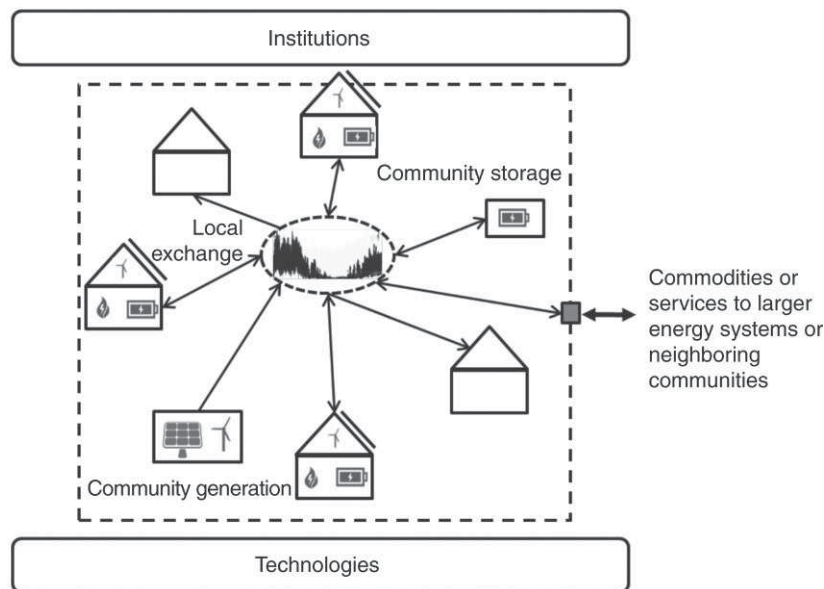 Institutions
Community storage
Local
exchange
Commodities or
services to larger
energy systems or
neighboring
communities
Community generation
Technologies